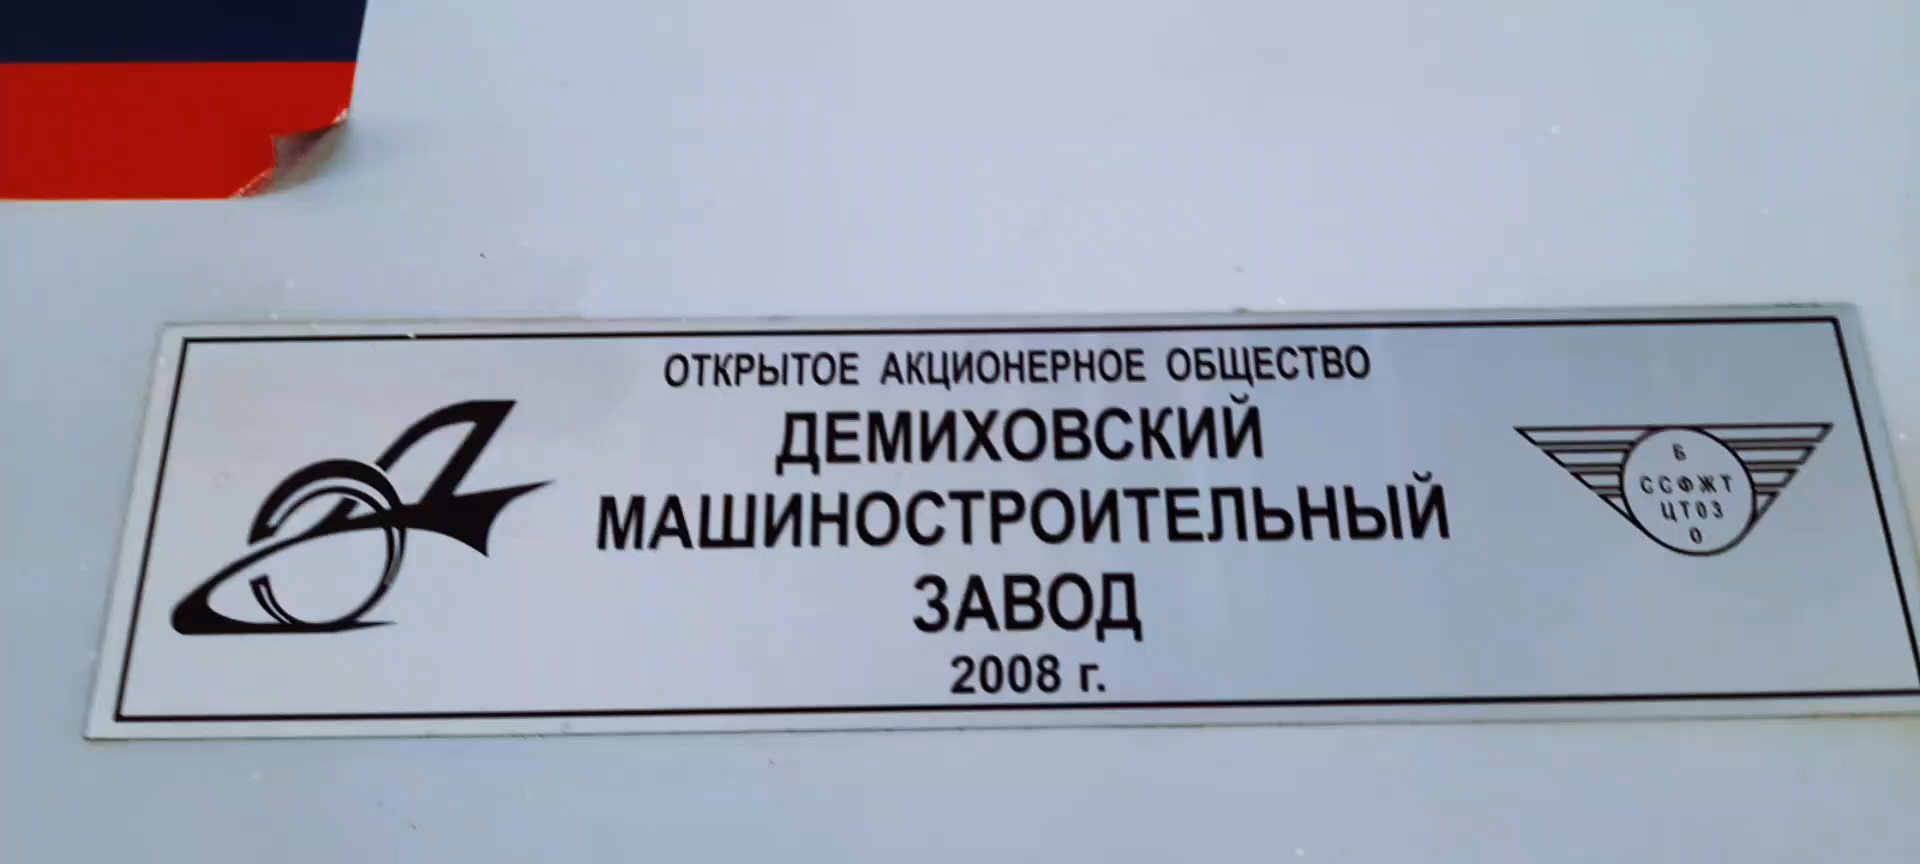 ОТКРЫТОЕ АКЦИОНЕРНОЕ ОБЩЕСТВО
ДЕМИХОВСКИЙ
МАШИНОСТРОИТЕЛЬНЫЙ
ЗАВОД
2008 г.
Б
ССФЖТ
ЦТ03
0